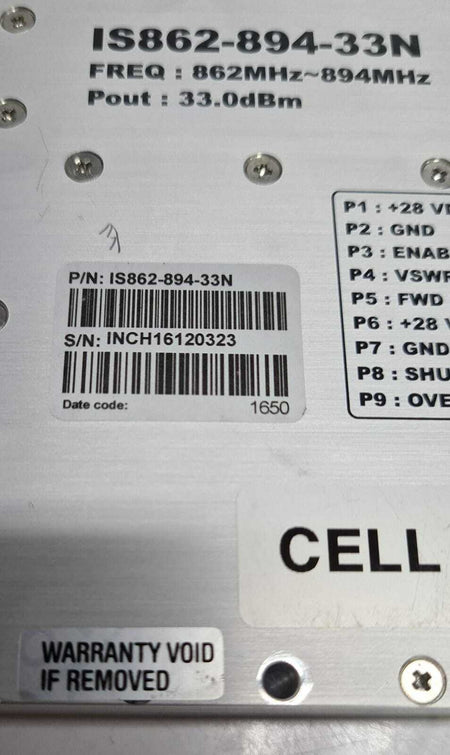 IS862-894-33N
FREQ : 862MHz~894MHz
Pout : 33.0dBm
P/N: IS862-894-33N
S/N: INCH16120323
Date code: 1650
P1 : +28 V
P2 : GND
P3 : ENAB
P4 : VSWR
P5 : FWD
P6 : +28 V
P7 : GND
P8 : SHU
P9 : OVE
CELL
WARRANTY VOID
IF REMOVED